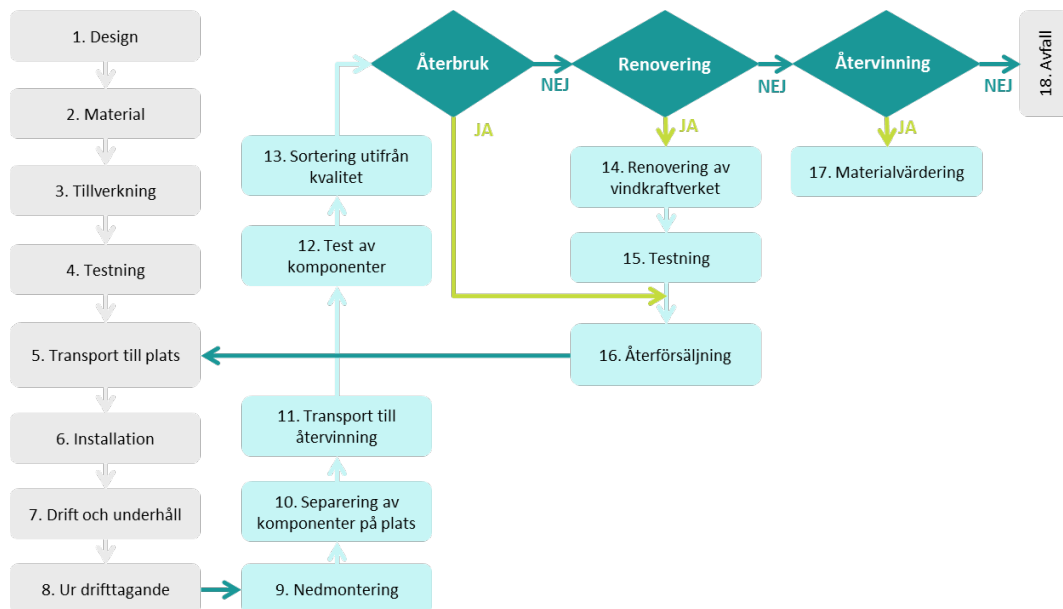 1. Design
2. Material
3. Tillverkning
4. Testning
5. Transport till plats
6. Installation
7. Drift och underhåll
8. Ur drifttagande
9. Nedmontering
10. Separering av
komponenter på plats
11. Transport till
återvinning
12. Test av
komponenter
13. Sortering utifrån
kvalitet
Återbruk
NEJ
JA
Renovering
NEJ
JA
14. Renovering av
vindkraftverket
15. Testning
16. Återförsäljning
Återvinning
NEJ
JA
17. Materialvärdering
18. Avfall